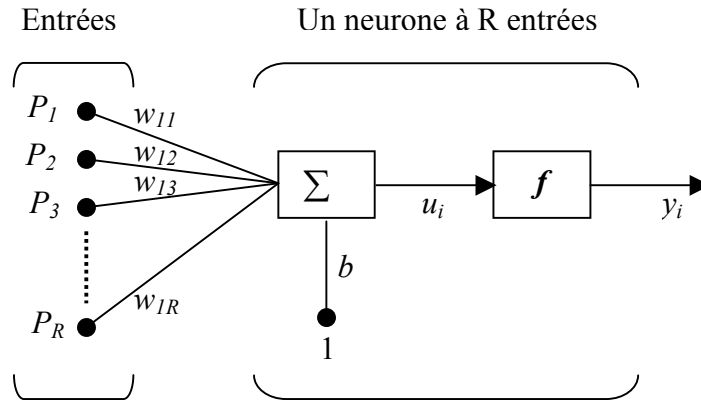 Entrées
Un neurone à R entrées
P1
w11
P2
w12
P3
w13
Σ
ui
f
yi
b
PR
w1R
1